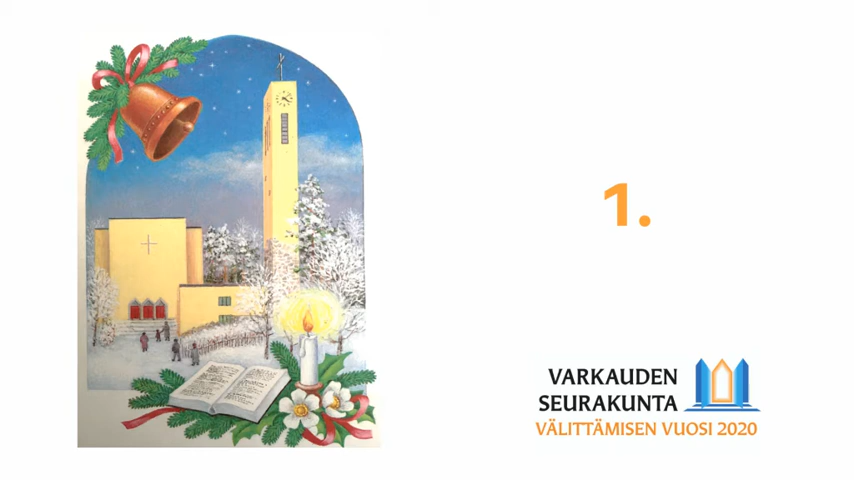 1.
VARKAUDEN
SEURAKUNTA
VÄLITTÄMISEN VUOSI 2020